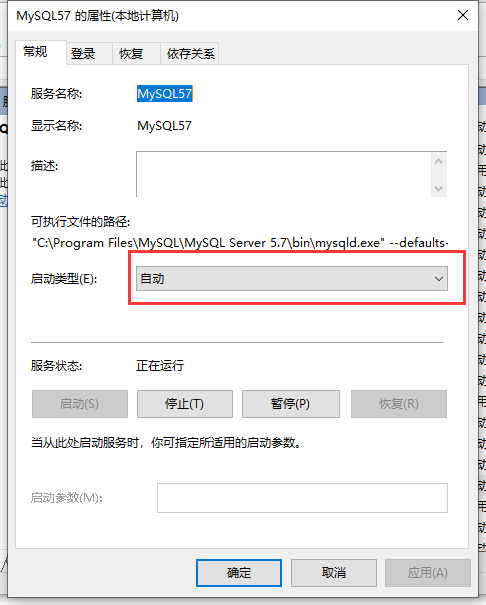 MySQL57 的属性(本地计算机)
常规 登录 恢复 依存关系
服务名称: MySQL57
显示名称: MySQL57
描述:
可执行文件的路径:
"C:\Program Files\MySQL\MySQL Server 5.7\bin\mysqld.exe" --defaults-
启动类型(E): 自动
服务状态: 正在运行
启动(S) 停止(T) 暂停(P) 恢复(R)
当从此处启动服务时，你可指定所适用的启动参数。
启动参数(M):
确定 取消 应用(A)